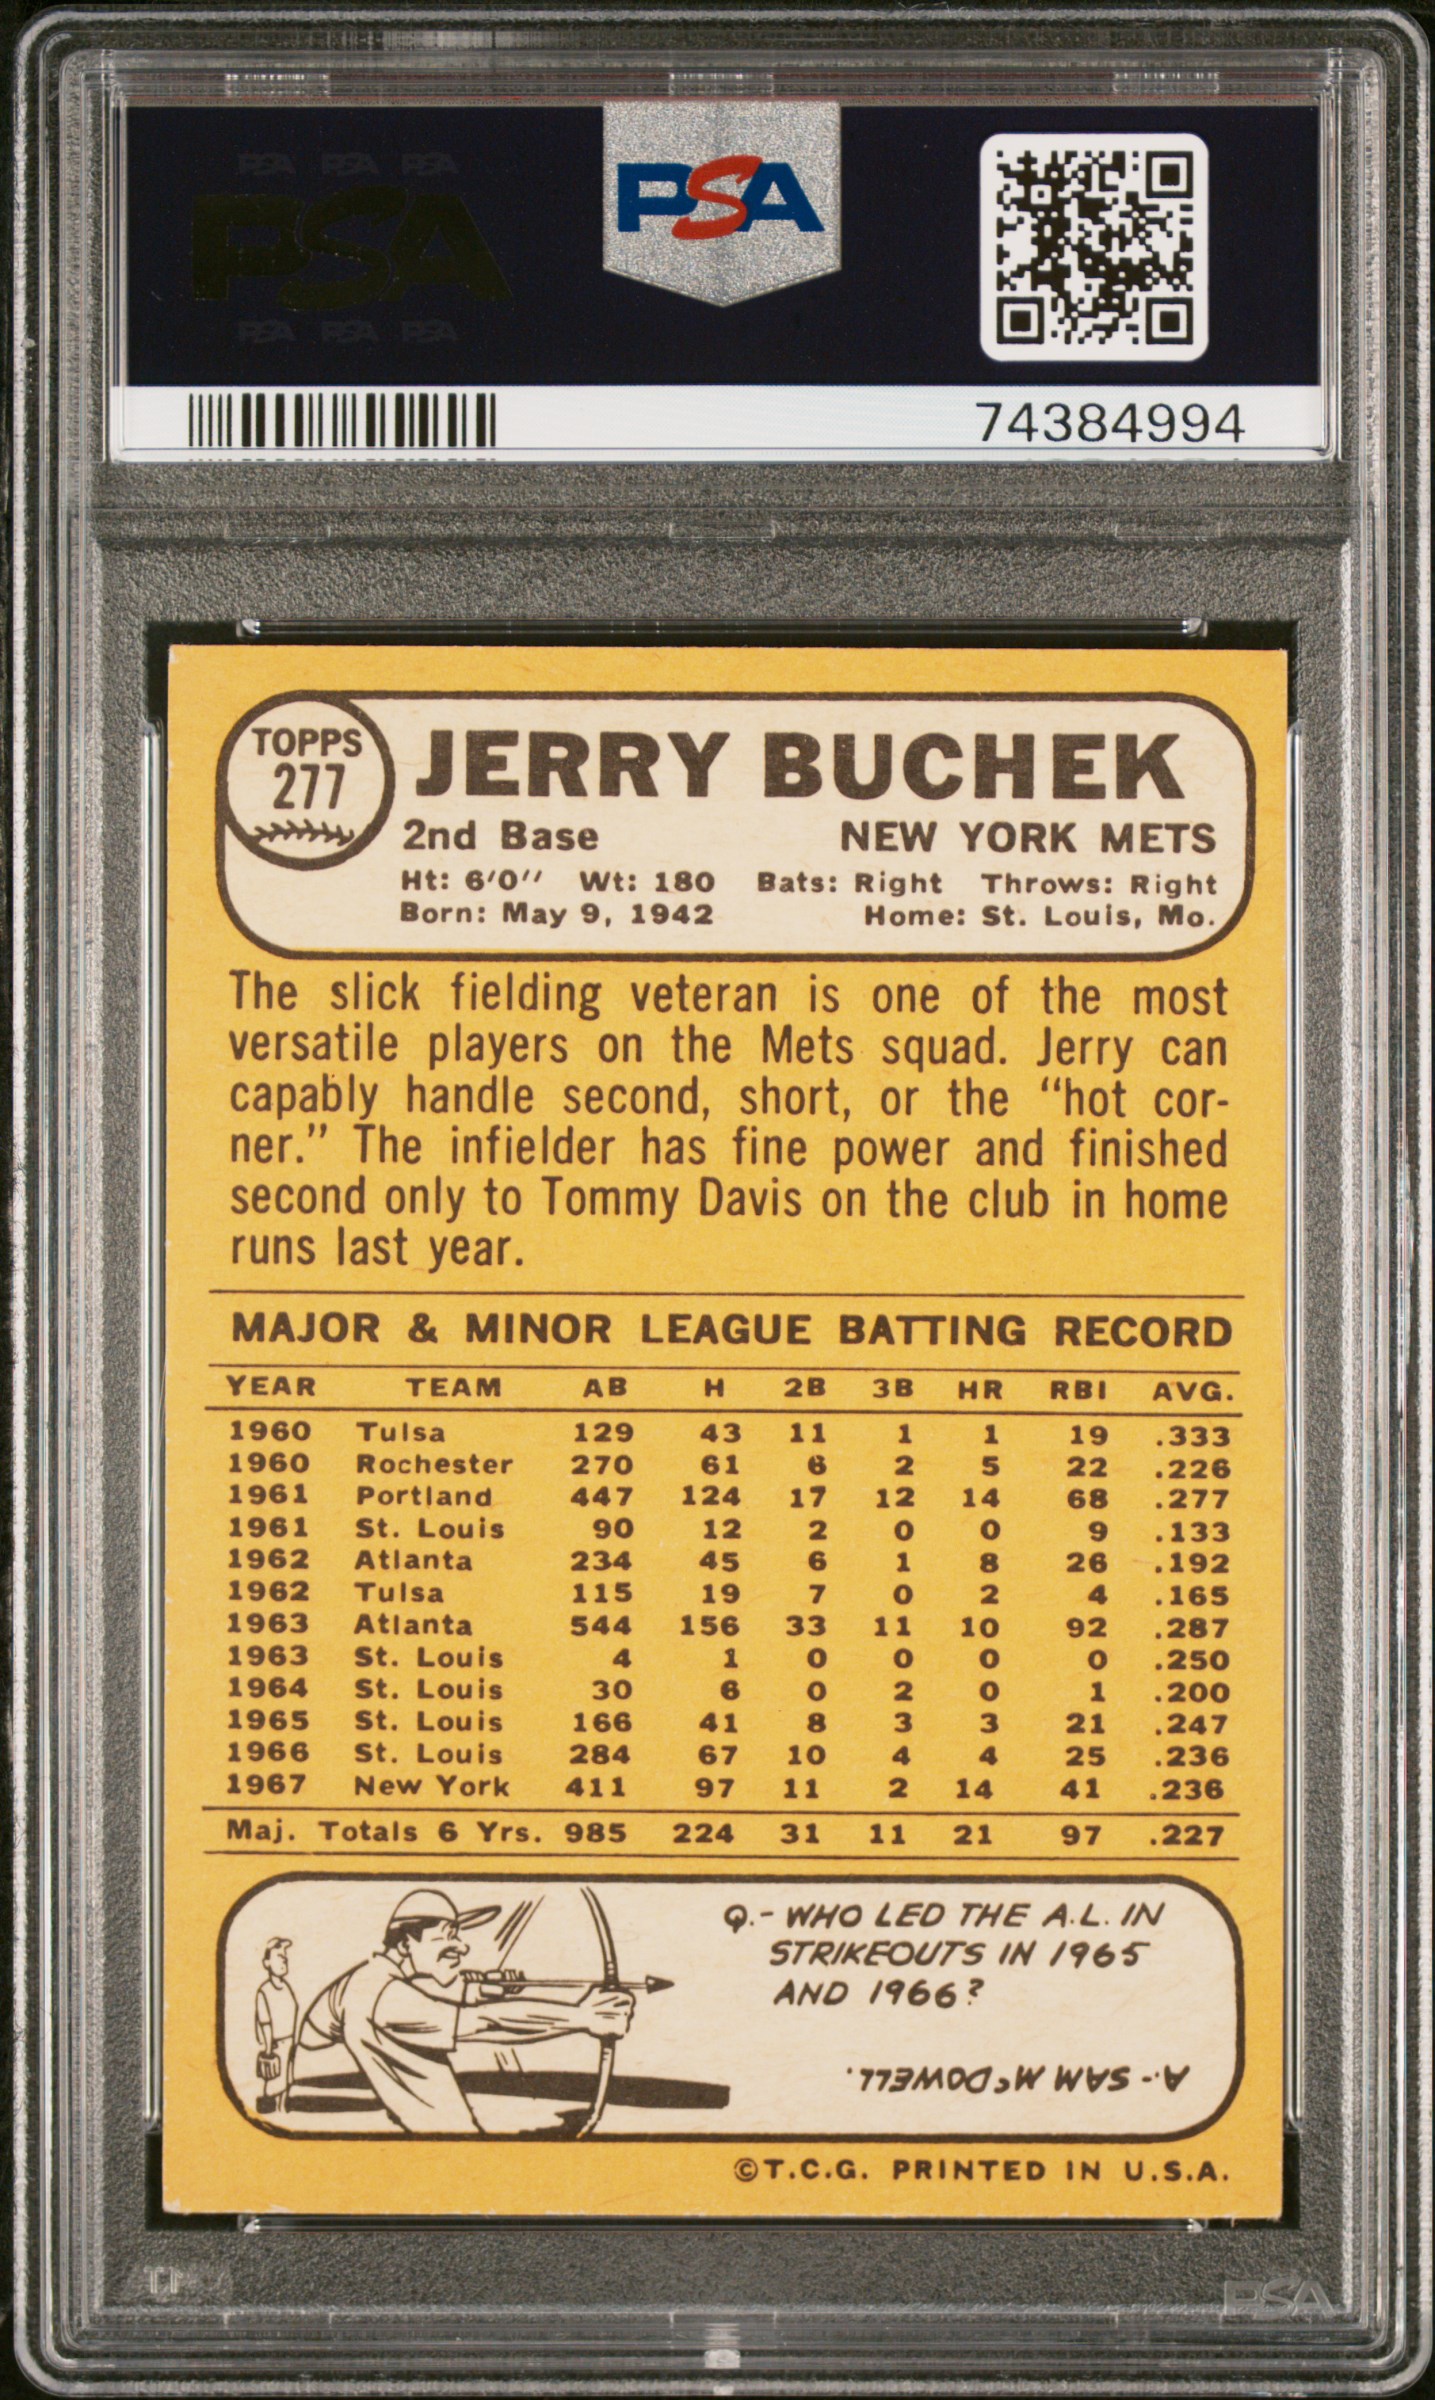 PSA PSA PSA
PSA
PSA PSA PSA
PSA
74384994
TOPPS
277
JERRY BUCHEK
2nd Base NEW YORK METS
Ht: 6'0" Wt: 180 Bats: Right Throws: Right
Born: May 9, 1942 Home: St. Louis, Mo.
The slick fielding veteran is one of the most
versatile players on the Mets squad. Jerry can
capably handle second, short, or the "hot cor-
ner." The infielder has fine power and finished
second only to Tommy Davis on the club in home
runs last year.
MAJOR & MINOR LEAGUE BATTING RECORD
YEAR TEAM AB H 2B 3B HR RBI AVG.
1960 Tulsa 129 43 11 1 1 19 .333
1960 Rochester 270 61 6 2 5 22 .226
1961 Portland 447 124 17 12 14 68 .277
1961 St. Louis 90 12 2 0 0 9 .133
1962 Atlanta 234 45 6 1 8 26 .192
1962 Tulsa 115 19 7 0 2 4 .165
1963 Atlanta 544 156 33 11 10 92 .287
1963 St. Louis 4 1 0 0 0 0 .250
1964 St. Louis 30 6 0 2 0 1 .200
1965 St. Louis 166 41 8 3 3 21 .247
1966 St. Louis 284 67 10 4 4 25 .236
1967 New York 411 97 11 2 14 41 .236
Maj. Totals 6 Yrs. 985 224 31 11 21 97 .227
Q.- WHO LED THE A.L. IN
STRIKEOUTS IN 1965
AND 1966?
A.- SAM McDOWELL.
©T.C.G. PRINTED IN U.S.A.
PSA